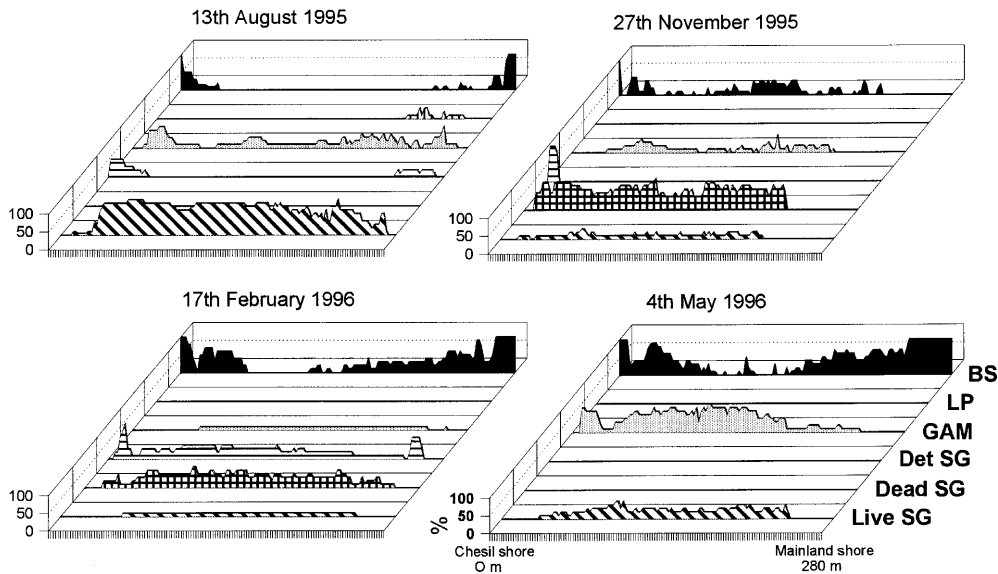 13th August 1995
27th November 1995
100
50
0
100
50
0
17th February 1996
4th May 1996
BS
LP
GAM
Det SG
Dead SG
Live SG
100
50
0
100
50
0
%
Chesil shore
O m
Mainland shore
280 m